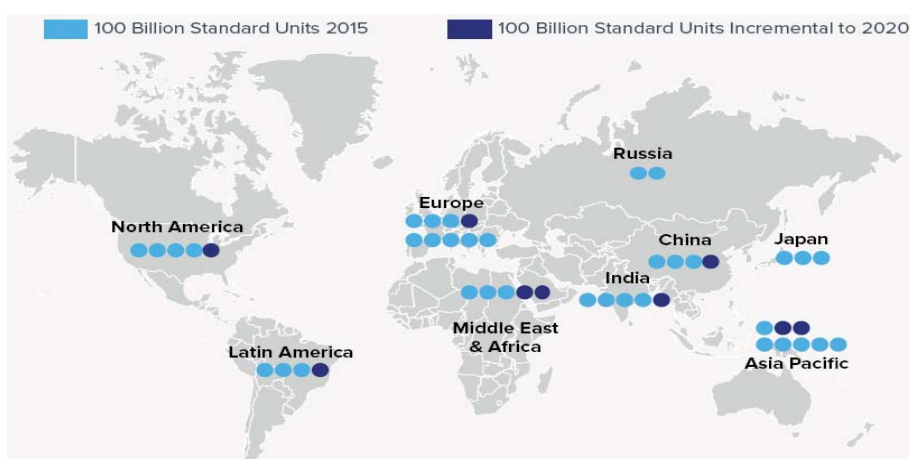 100 Billion Standard Units 2015
100 Billion Standard Units Incremental to 2020
Russia
Europe
North America
China
Japan
India
Middle East
& Africa
Latin America
Asia Pacific